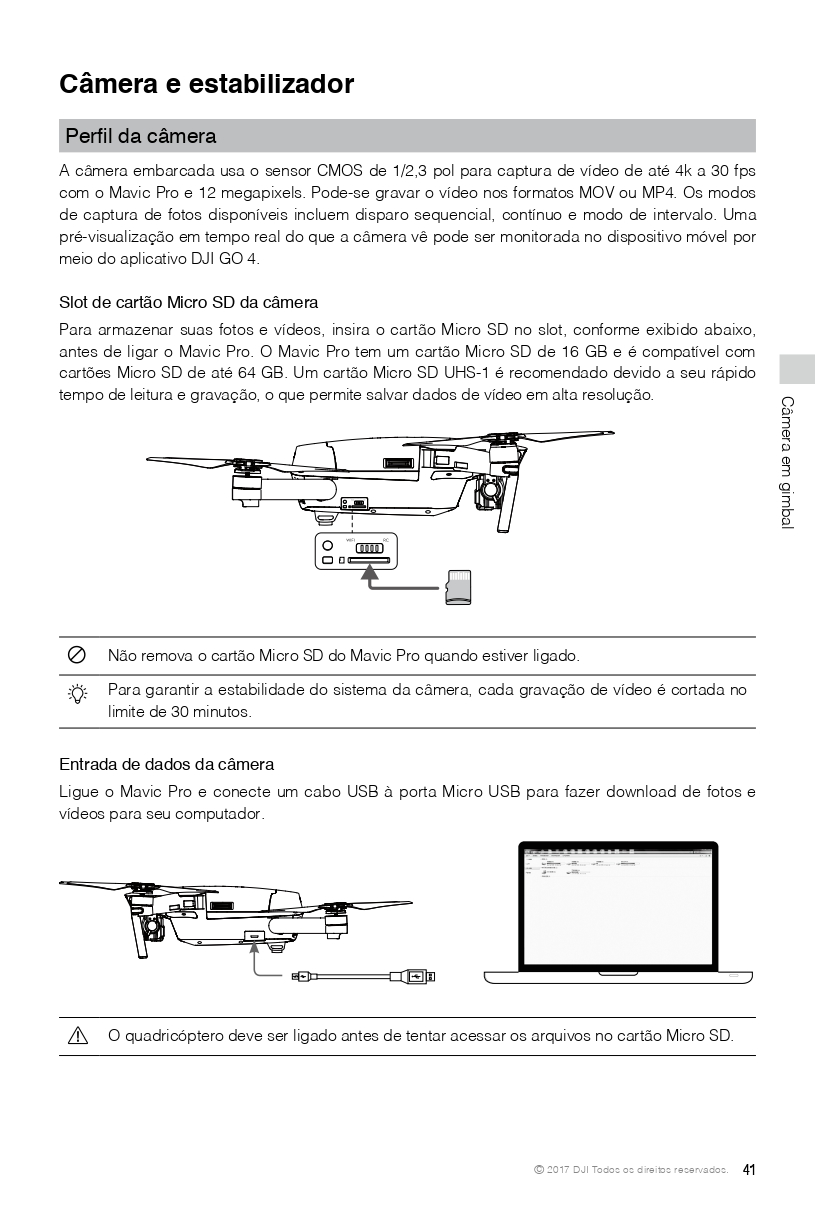 Câmera e estabilizador
Perfil da câmera
A câmera embarcada usa o sensor CMOS de 1/2,3 pol para captura de vídeo de até 4k a 30 fps
com o Mavic Pro e 12 megapixels. Pode-se gravar o vídeo nos formatos MOV ou MP4. Os modos
de captura de fotos disponíveis incluem disparo sequencial, contínuo e modo de intervalo. Uma
pré-visualização em tempo real do que a câmera vê pode ser monitorada no dispositivo móvel por
meio do aplicativo DJI GO 4.
Slot de cartão Micro SD da câmera
Para armazenar suas fotos e vídeos, insira o cartão Micro SD no slot, conforme exibido abaixo,
antes de ligar o Mavic Pro. O Mavic Pro tem um cartão Micro SD de 16 GB e é compatível com
cartões Micro SD de até 64 GB. Um cartão Micro SD UHS-1 é recomendado devido a seu rápido
tempo de leitura e gravação, o que permite salvar dados de vídeo em alta resolução.
Câmera em gimbal
WiFi RC
Não remova o cartão Micro SD do Mavic Pro quando estiver ligado.
Para garantir a estabilidade do sistema da câmera, cada gravação de vídeo é cortada no
limite de 30 minutos.
Entrada de dados da câmera
Ligue o Mavic Pro e conecte um cabo USB à porta Micro USB para fazer download de fotos e
vídeos para seu computador.
O quadricóptero deve ser ligado antes de tentar acessar os arquivos no cartão Micro SD.
© 2017 DJI Todos os direitos reservados. 41